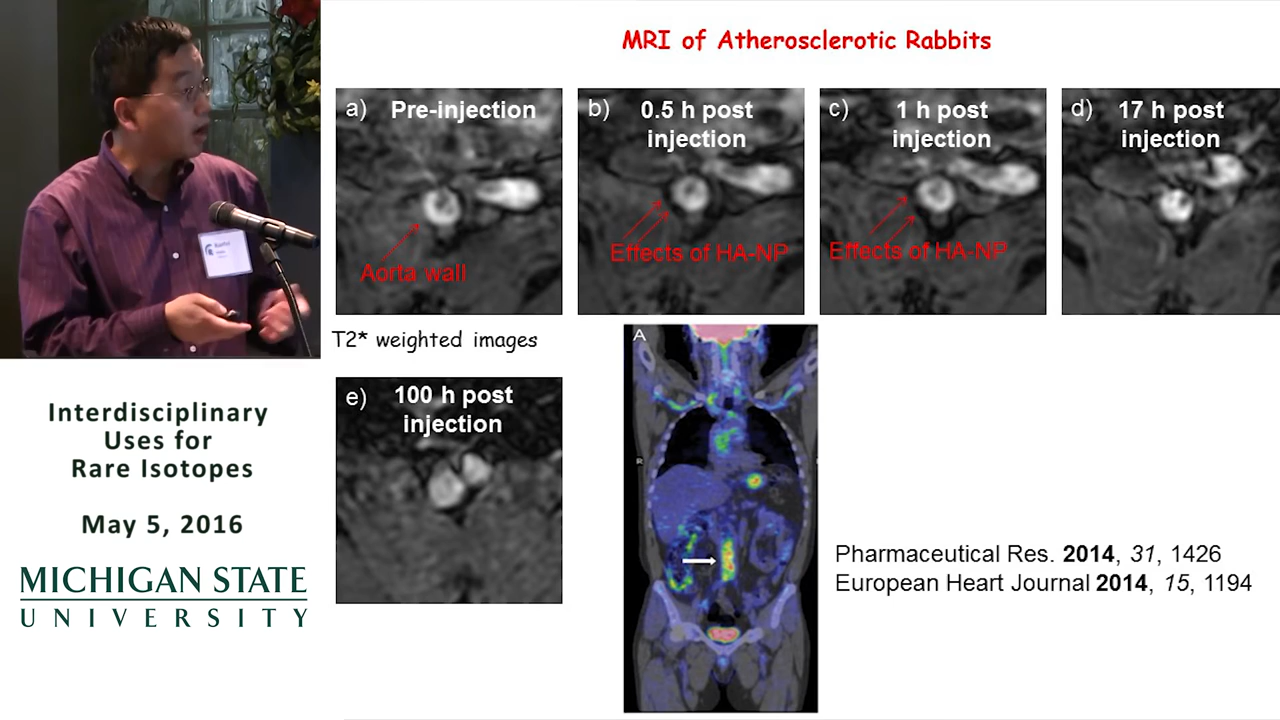 MRI of Atherosclerotic Rabbits
a) Pre-injection
b) 0.5 h post
injection
c) 1 h post
injection
d) 17 h post
injection
Aorta wall
Effects of HA-NP
Effects of HA-NP
T2* weighted images
e) 100 h post
injection
A
R
Pharmaceutical Res. 2014, 31, 1426
European Heart Journal 2014, 15, 1194
Interdisciplinary
Uses for
Rare Isotopes
May 5, 2016
MICHIGAN STATE
UNIVERSITY